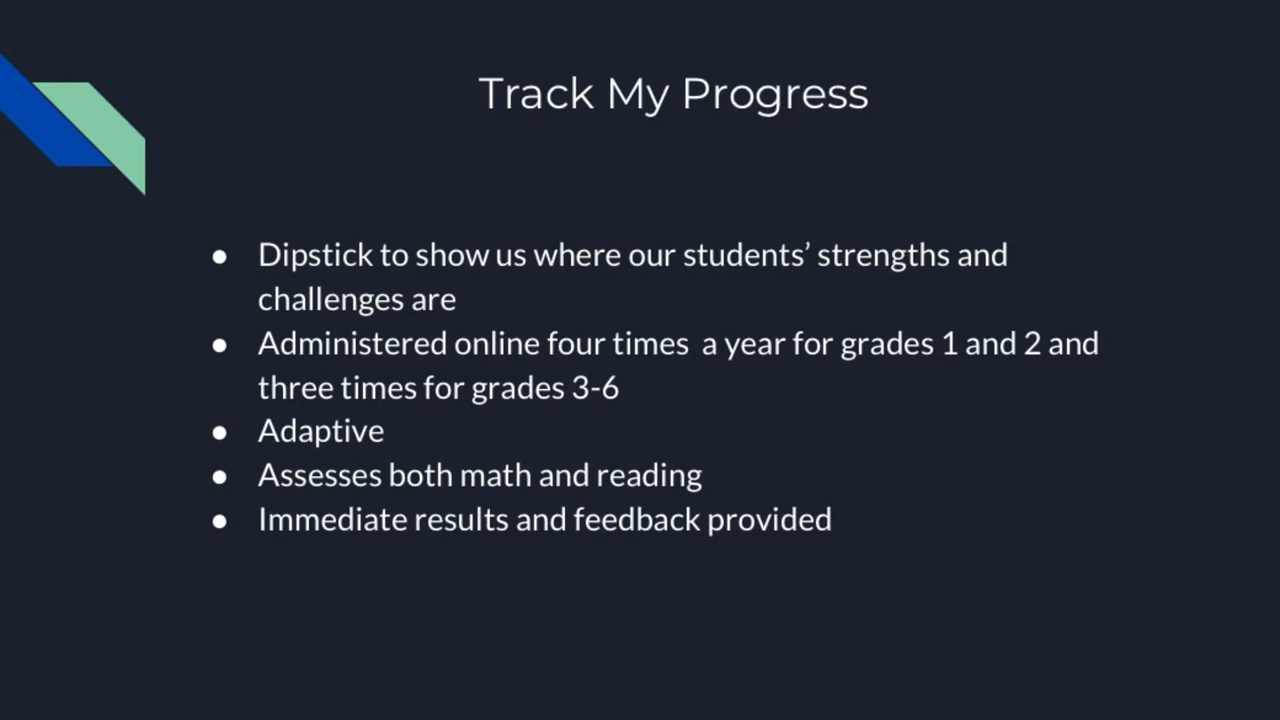 Track My Progress
● Dipstick to show us where our students’ strengths and
challenges are
● Administered online four times  a year for grades 1 and 2 and
three times for grades 3-6
● Adaptive
● Assesses both math and reading
● Immediate results and feedback provided